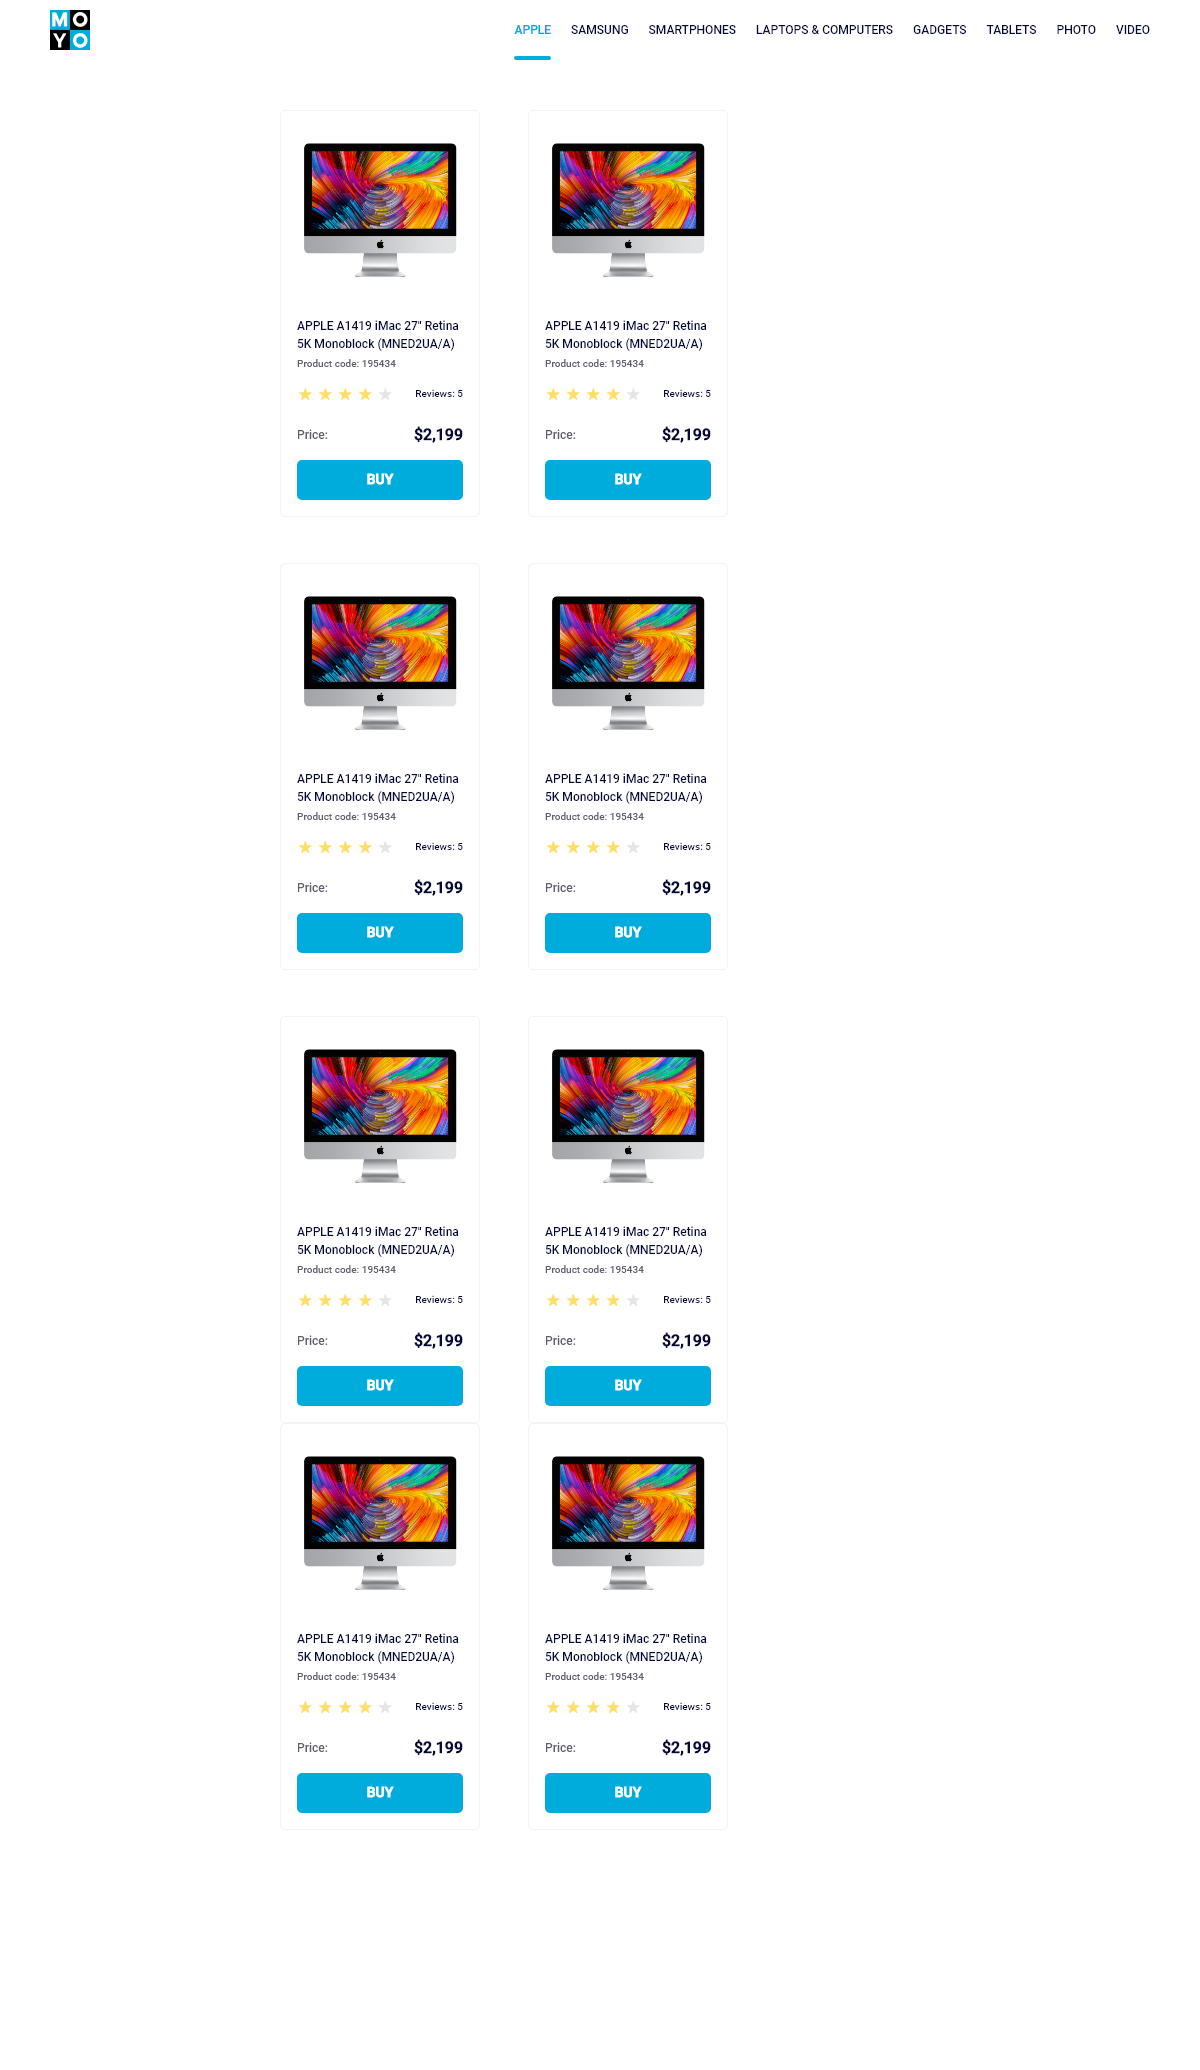 MO
YO
APPLE SAMSUNG SMARTPHONES LAPTOPS & COMPUTERS GADGETS TABLETS PHOTO VIDEO
APPLE A1419 iMac 27" Retina
5K Monoblock (MNED2UA/A)
Product code: 195434
Reviews: 5
Price: $2,199
BUY
APPLE A1419 iMac 27" Retina
5K Monoblock (MNED2UA/A)
Product code: 195434
Reviews: 5
Price: $2,199
BUY
APPLE A1419 iMac 27" Retina
5K Monoblock (MNED2UA/A)
Product code: 195434
Reviews: 5
Price: $2,199
BUY
APPLE A1419 iMac 27" Retina
5K Monoblock (MNED2UA/A)
Product code: 195434
Reviews: 5
Price: $2,199
BUY
APPLE A1419 iMac 27" Retina
5K Monoblock (MNED2UA/A)
Product code: 195434
Reviews: 5
Price: $2,199
BUY
APPLE A1419 iMac 27" Retina
5K Monoblock (MNED2UA/A)
Product code: 195434
Reviews: 5
Price: $2,199
BUY
APPLE A1419 iMac 27" Retina
5K Monoblock (MNED2UA/A)
Product code: 195434
Reviews: 5
Price: $2,199
BUY
APPLE A1419 iMac 27" Retina
5K Monoblock (MNED2UA/A)
Product code: 195434
Reviews: 5
Price: $2,199
BUY